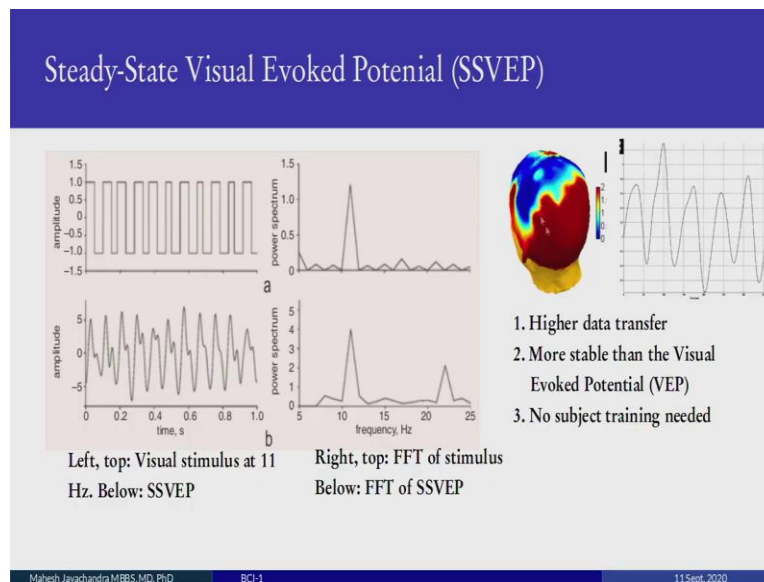 Steady-State Visual Evoked Potenial (SSVEP)
1.5
1.0
0.5
0
-0.5
-1.0
-1.5
amplitude
1.5
1.0
0.5
0
power spectrum
a
5
0
-5
amplitude
0 0.2 0.4 0.6 0.8 1.0
time, s
5
4
3
2
1
0
power spectrum
5 10 15 20 25
frequency, Hz
b
Left, top: Visual stimulus at 11
Hz. Below: SSVEP
Right, top: FFT of stimulus
Below: FFT of SSVEP
2
1
0
1. Higher data transfer
2. More stable than the Visual
Evoked Potential (VEP)
3. No subject training needed
Mahesh Jayachandra MBBS, MD, PhD
BCI-1
11 Sept. 2020